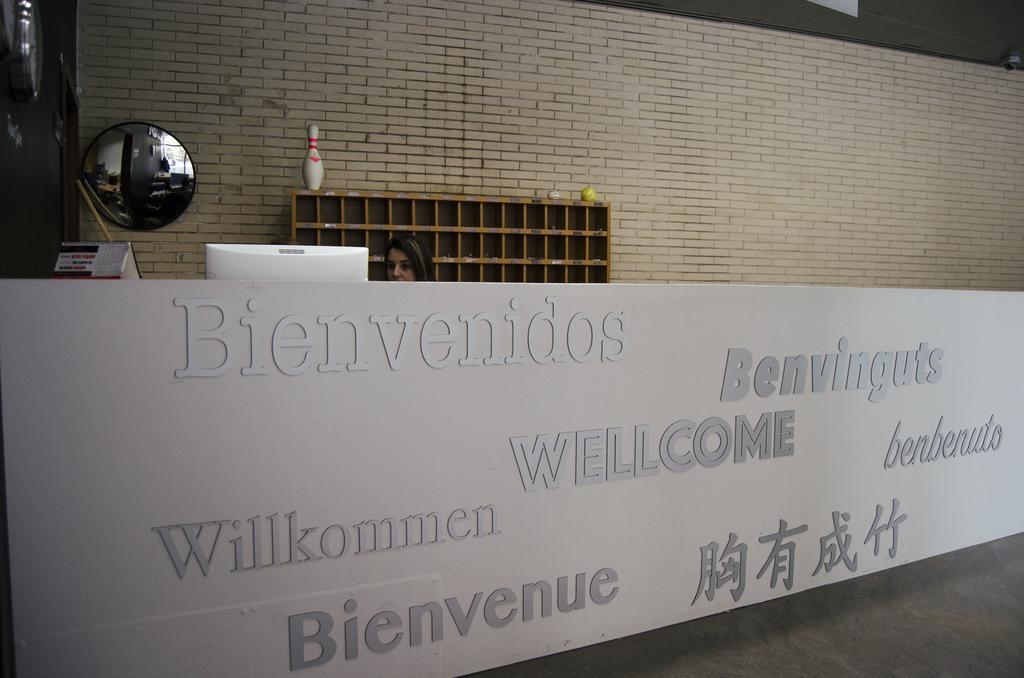 Bienvenidos
Benvinguts
WELLCOME
benbenuto
Willkommen
胸有成竹
Bienvenue